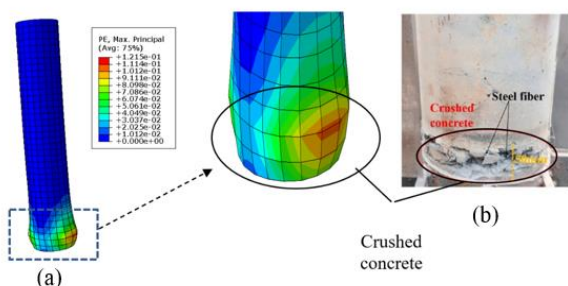 PE, Max. Principal
(Avg: 75%)
+1.215e-01
+1.114e-01
+1.012e-01
+9.111e-02
+8.098e-02
+7.086e-02
+6.074e-02
+5.061e-02
+4.049e-02
+3.037e-02
+2.025e-02
+1.012e-02
+0.000e+00
Steel fiber
Crushed
concrete
(a)
(b)
Crushed
concrete